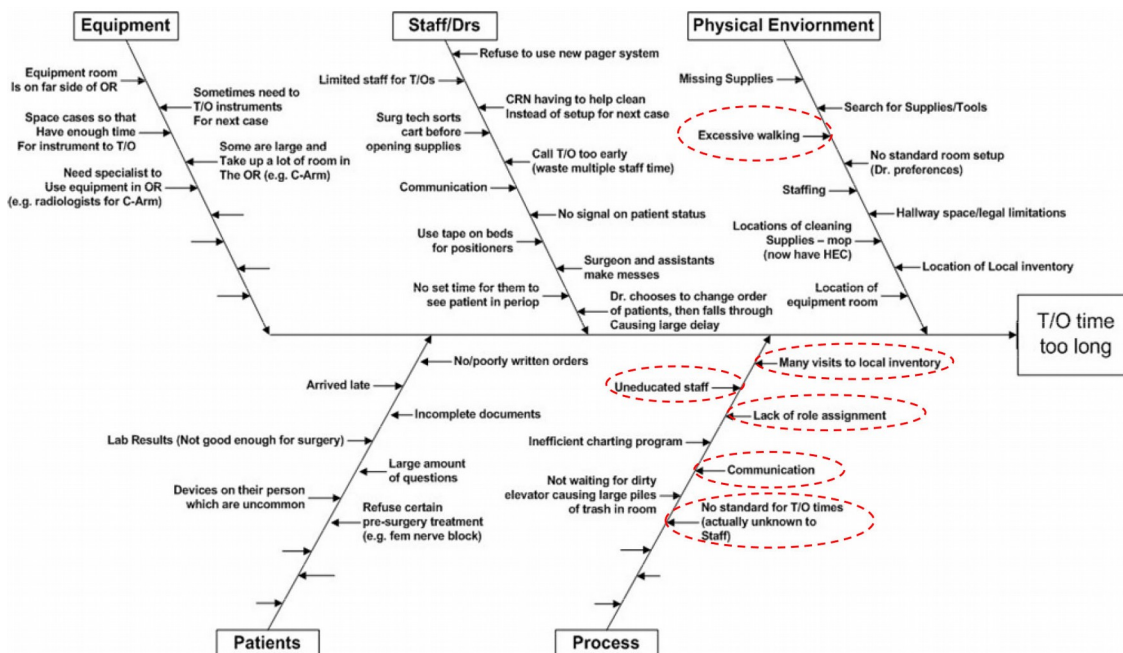 Equipment
Staff/Drs
Physical Enviornment
Equipment room
Is on far side of OR
Sometimes need to
T/O instruments
For next case
Space cases so that
Have enough time
For instrument to T/O
Some are large and
Take up a lot of room in
The OR (e.g. C-Arm)
Need specialist to
Use equipment in OR
(e.g. radiologists for C-Arm)
Refuse to use new pager system
Limited staff for T/Os
CRN having to help clean
Instead of setup for next case
Surg tech sorts
cart before
opening supplies
Call T/O too early
(waste multiple staff time)
Communication
No signal on patient status
Use tape on beds
for positioners
Surgeon and assistants
make messes
No set time for them to
see patient in periop
Dr. chooses to change order
of patients, then falls through
Causing large delay
Missing Supplies
Search for Supplies/Tools
Excessive walking
No standard room setup
(Dr. preferences)
Staffing
Hallway space/legal limitations
Locations of cleaning
Supplies – mop
(now have HEC)
Location of Local inventory
Location of
equipment room
T/O time
too long
No/poorly written orders
Arrived late
Incomplete documents
Lab Results (Not good enough for surgery)
Large amount
of questions
Devices on their person
which are uncommon
Refuse certain
pre-surgery treatment
(e.g. fem nerve block)
Many visits to local inventory
Uneducated staff
Lack of role assignment
Inefficient charting program
Communication
Not waiting for dirty
elevator causing large piles
of trash in room
No standard for T/O times
(actually unknown to
Staff)
Patients
Process